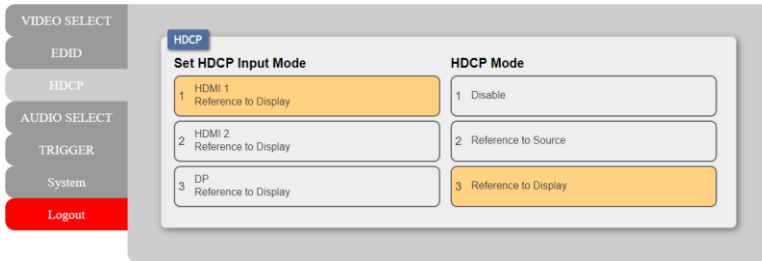 VIDEO SELECT
EDID
HDCP
AUDIO SELECT
TRIGGER
System
Logout
HDCP
Set HDCP Input Mode
1 HDMI 1
Reference to Display
2 HDMI 2
Reference to Display
3 DP
Reference to Display
HDCP Mode
1 Disable
2 Reference to Source
3 Reference to Display